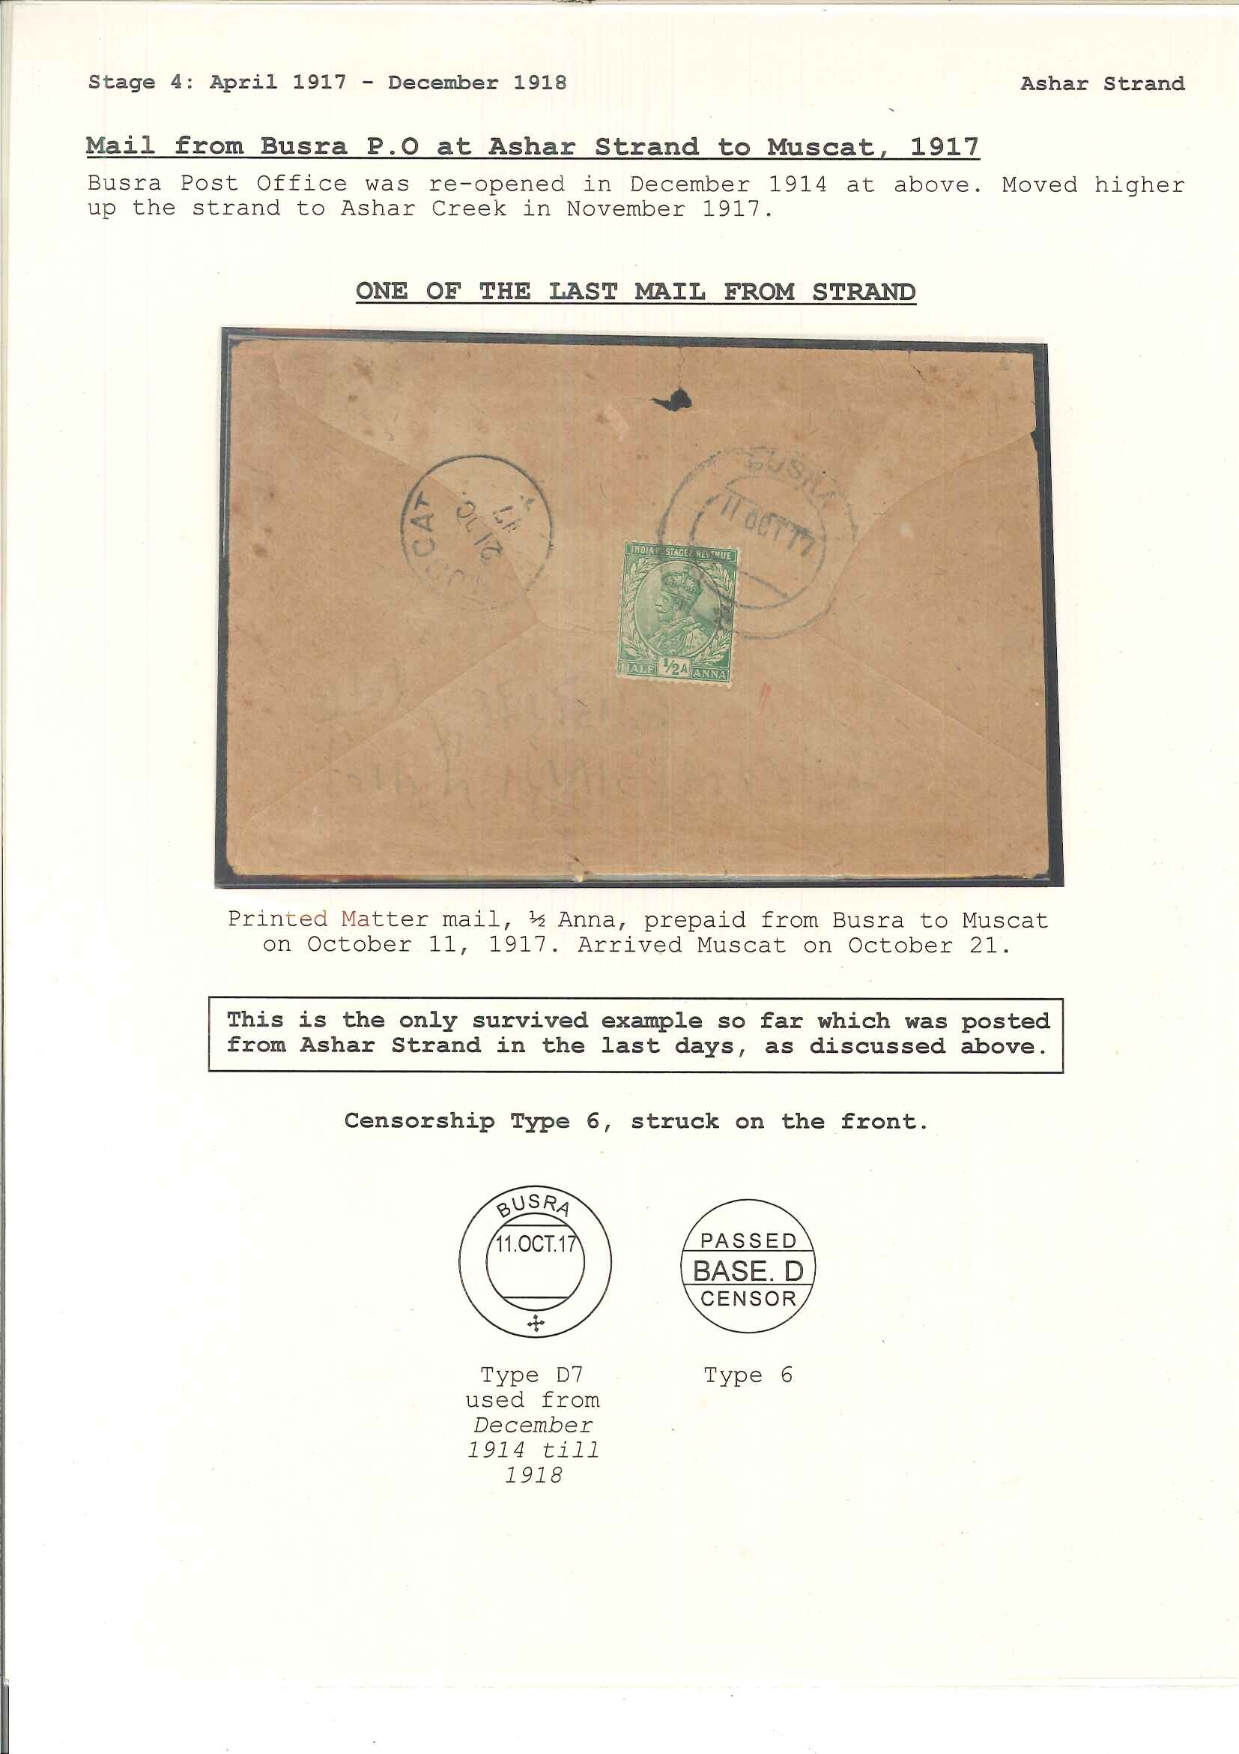 Stage 4: April 1917 - December 1918
Ashar Strand
Mail from Busra P.O at Ashar Strand to Muscat, 1917
Busra Post Office was re-opened in December 1914 at above. Moved higher
up the strand to Ashar Creek in November 1917.
ONE OF THE LAST MAIL FROM STRAND
BUSRA
11 OCT 17
21 OC
17
INDIA POSTAGE & REVENUE
HALF ½A ANNA
Printed Matter mail, ½ Anna, prepaid from Busra to Muscat
on October 11, 1917. Arrived Muscat on October 21.
This is the only survived example so far which was posted
from Ashar Strand in the last days, as discussed above.
Censorship Type 6, struck on the front.
BUSRA
11.OCT.17
PASSED
BASE. D
CENSOR
Type D7
used from
December
1914 till
1918
Type 6